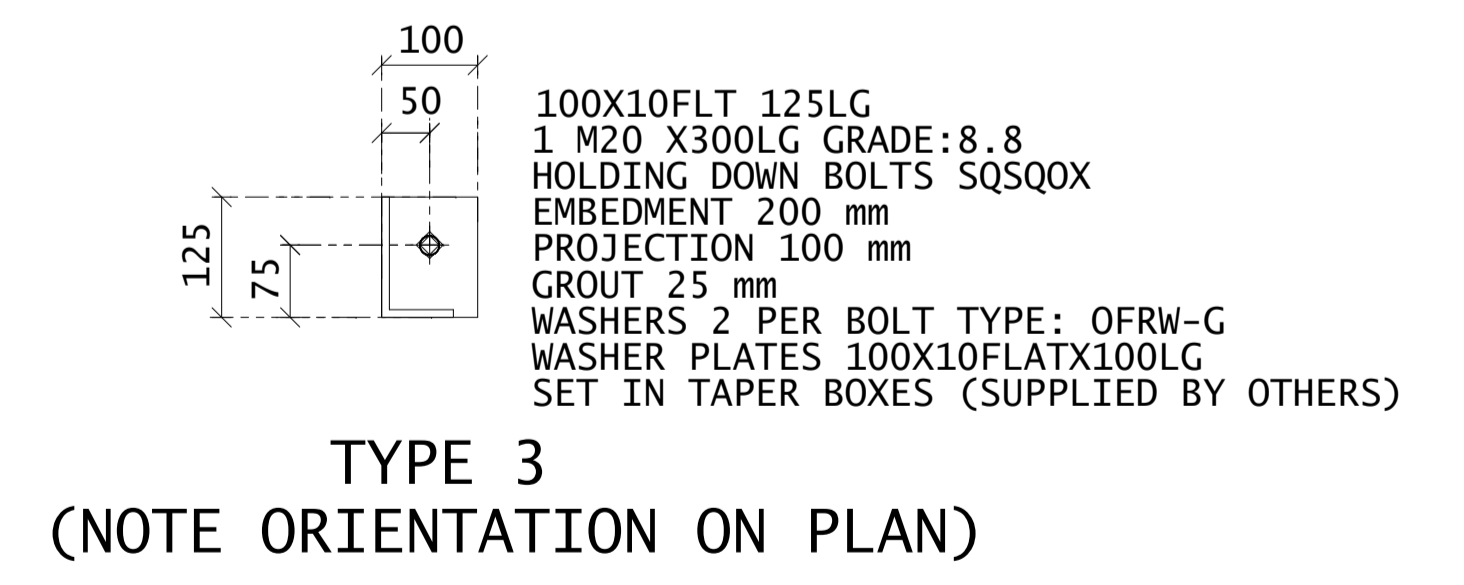 100
50
125
75
100X10FLT 125LG
1 M20 X300LG GRADE:8.8
HOLDING DOWN BOLTS SQSQOX
EMBEDMENT 200 mm
PROJECTION 100 mm
GROUT 25 mm
WASHERS 2 PER BOLT TYPE: OFRW-G
WASHER PLATES 100X10FLATX100LG
SET IN TAPER BOXES (SUPPLIED BY OTHERS)
TYPE 3
(NOTE ORIENTATION ON PLAN)